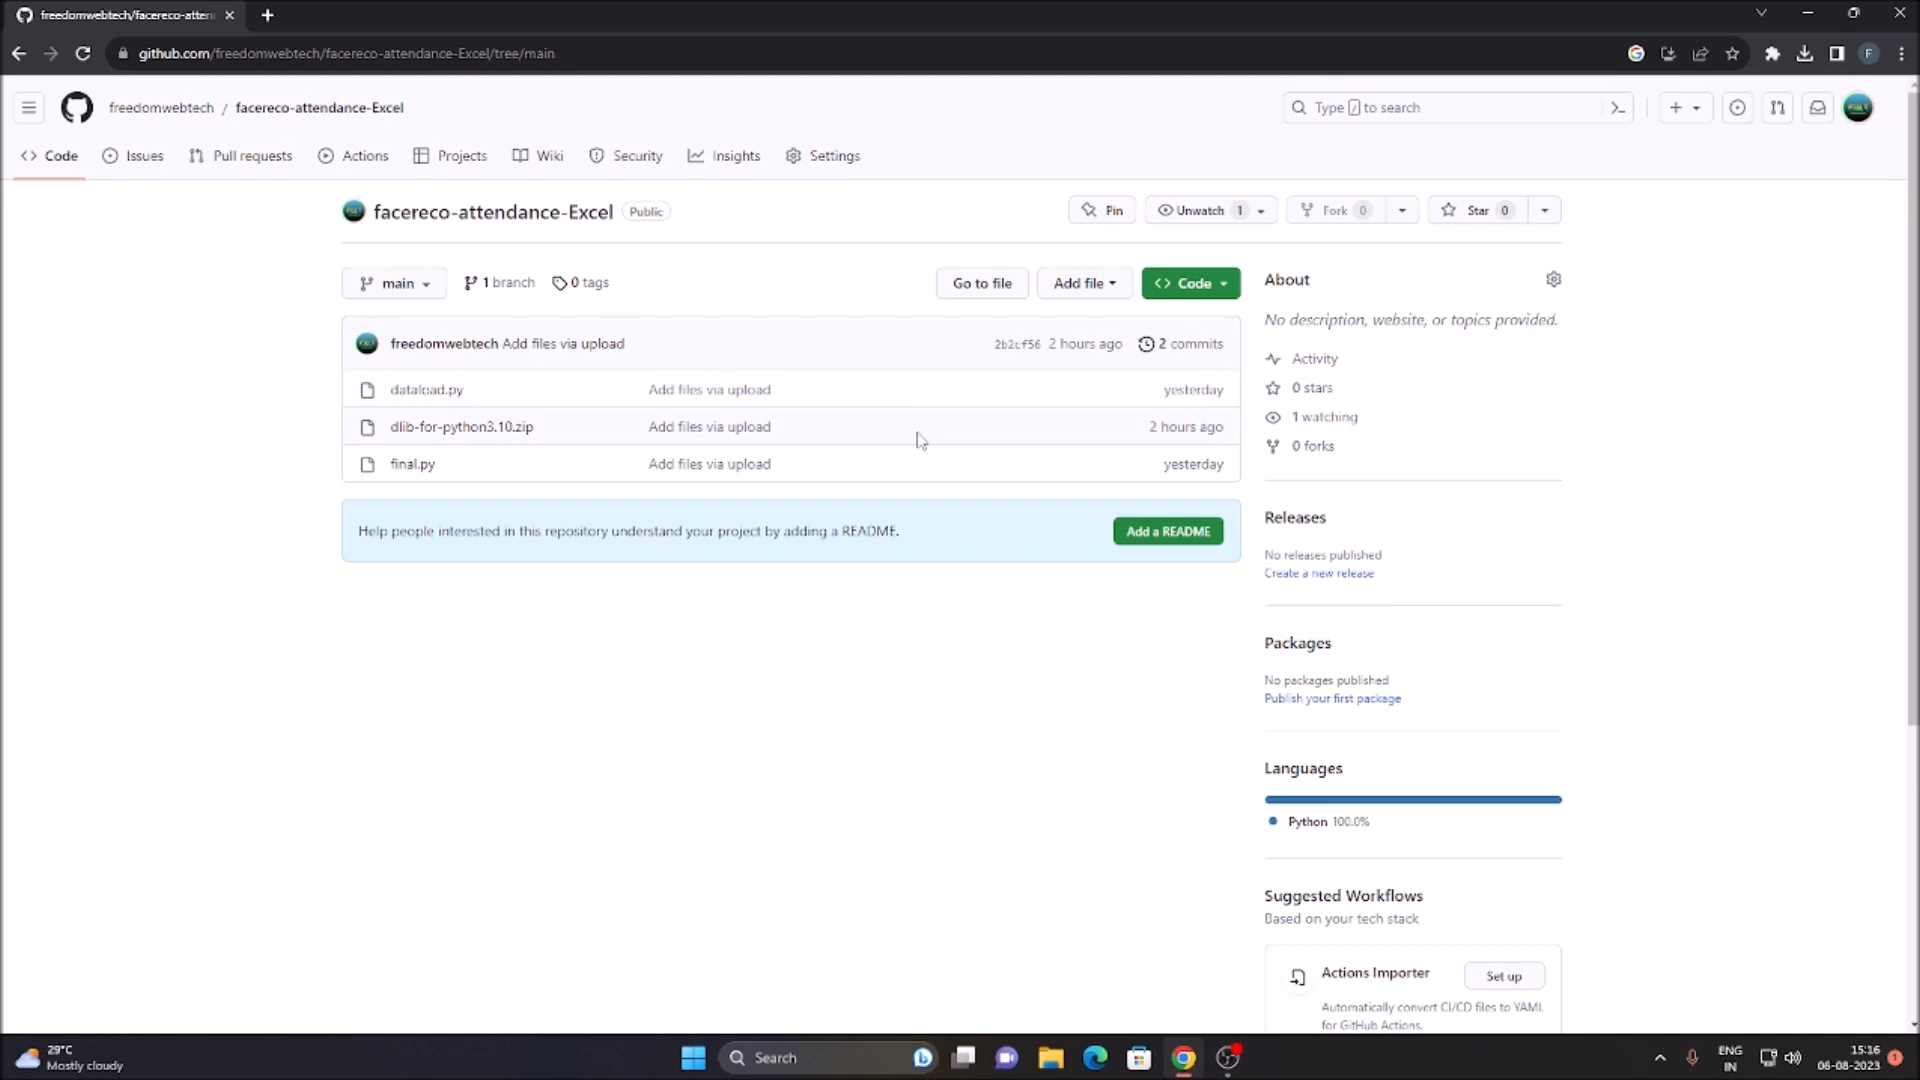 freedomwebtech/facereco-atten
github.com/freedomwebtech/facereco-attendance-Excel/tree/main
F
freedomwebtech / facereco-attendance-Excel
Type / to search
Code Issues Pull requests Actions Projects Wiki Security Insights Settings
facereco-attendance-Excel Public
Pin Unwatch 1 Fork 0 Star 0
main 1 branch 0 tags Go to file Add file Code
freedomwebtech Add files via upload 2b2cf56 2 hours ago 2 commits
dataload.py Add files via upload yesterday
dlib-for-python3.10.zip Add files via upload 2 hours ago
final.py Add files via upload yesterday
Help people interested in this repository understand your project by adding a README. Add a README
About
No description, website, or topics provided.
Activity
0 stars
1 watching
0 forks
Releases
No releases published
Create a new release
Packages
No packages published
Publish your first package
Languages
Python 100.0%
Suggested Workflows
Based on your tech stack
Actions Importer Set up
Automatically convert CI/CD files to YAML
for GitHub Actions.
29°C
Mostly cloudy
Search
ENG
IN
15:16
06-08-2023
1